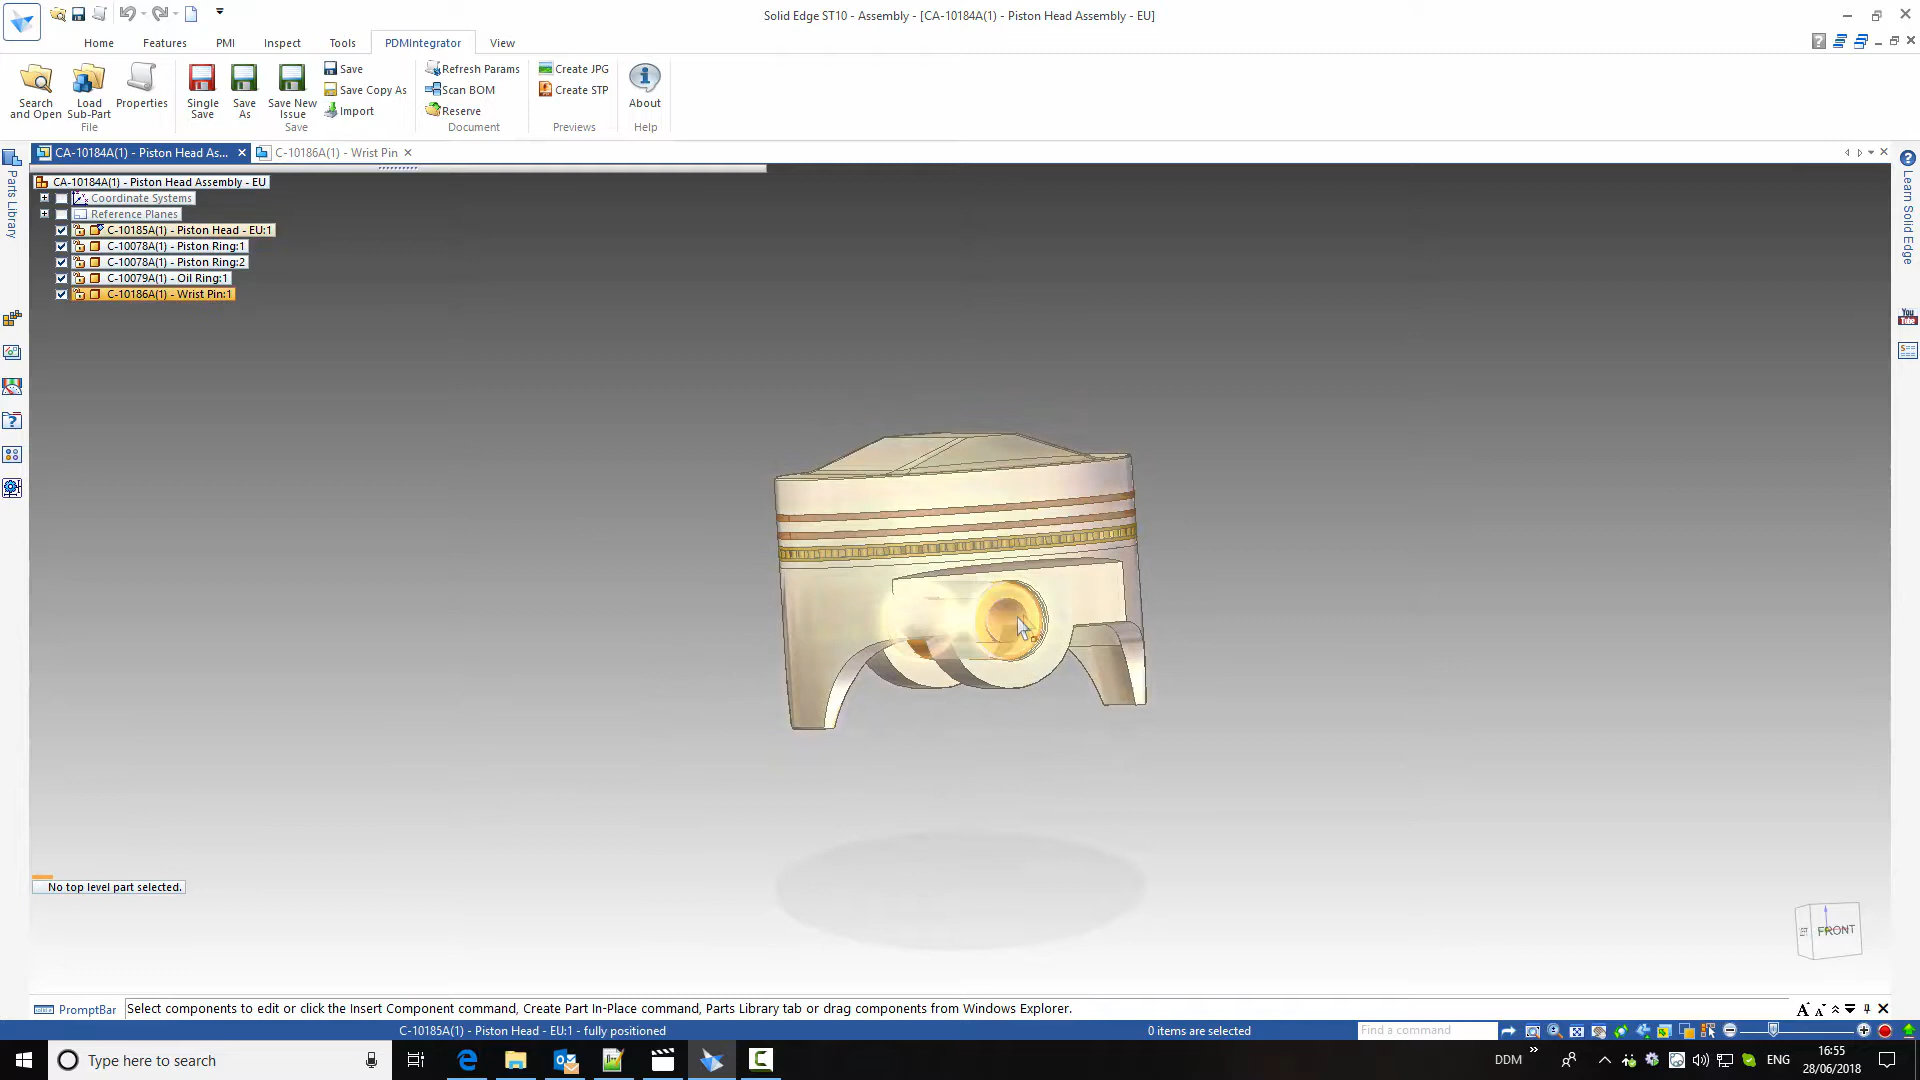 Solid Edge ST10 - Assembly - [CA-10184A(1) - Piston Head Assembly - EU]
Home Features PMI Inspect Tools PDMIntegrator View
Search and Open
Load Sub-Part
Properties
File
Single Save
Save As
Save New Issue
Save
Save Copy As
Import
Save
Refresh Params
Scan BOM
Reserve
Document
Create JPG
Create STP
Previews
About
Help
CA-10184A(1) - Piston Head As...
C-10186A(1) - Wrist Pin
Parts Library
CA-10184A(1) - Piston Head Assembly - EU
Coordinate Systems
Reference Planes
C-10185A(1) - Piston Head - EU:1
C-10078A(1) - Piston Ring:1
C-10078A(1) - Piston Ring:2
C-10079A(1) - Oil Ring:1
C-10186A(1) - Wrist Pin:1
Learn Solid Edge
You Tube
No top level part selected.
FRONT
PromptBar
Select components to edit or click the Insert Component command, Create Part In-Place command, Parts Library tab or drag components from Windows Explorer.
C-10185A(1) - Piston Head - EU:1 - fully positioned
0 items are selected
Find a command
Type here to search
DDM
ENG
16:55
28/06/2018